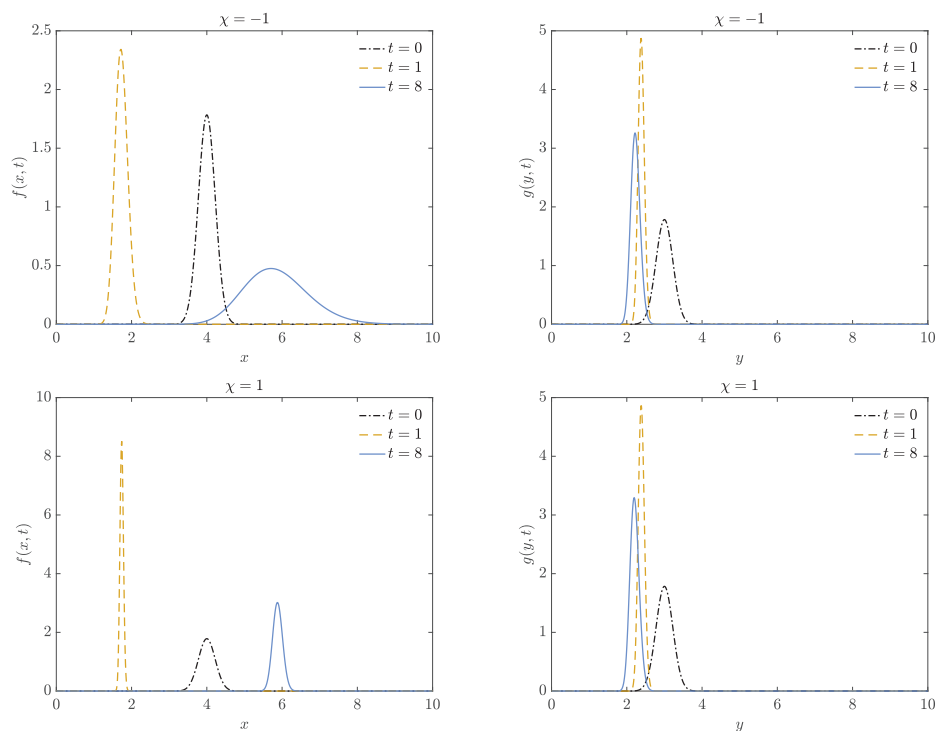 χ = −1
f(x, t)
2.5
2
1.5
1
0.5
0
0 2 4 6 8 10
x
t = 0
t = 1
t = 8
χ = −1
g(y, t)
5
4
3
2
1
0
0 2 4 6 8 10
y
t = 0
t = 1
t = 8
χ = 1
f(x, t)
10
8
6
4
2
0
0 2 4 6 8 10
x
t = 0
t = 1
t = 8
χ = 1
g(y, t)
5
4
3
2
1
0
0 2 4 6 8 10
y
t = 0
t = 1
t = 8